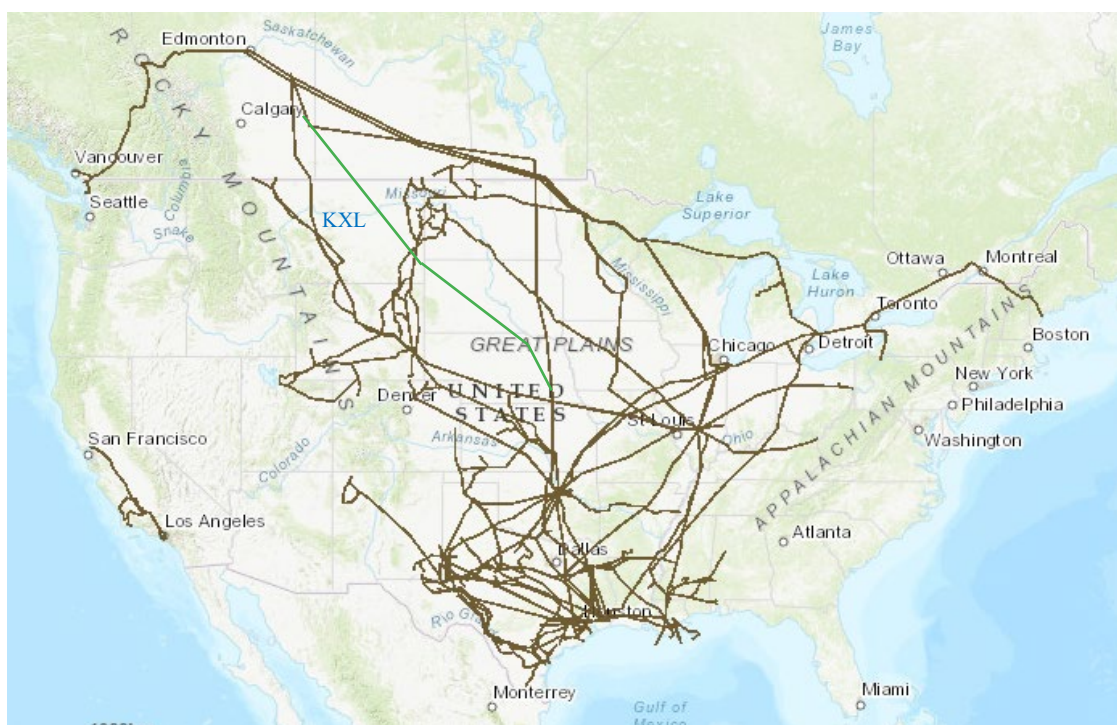 Edmonton
Saskatchewan
James
Bay
ROCKY MOUNTAINS
Calgary
Vancouver
Seattle
Columbia
Snake
KXL
Missouri
Lake
Superior
Mississippi
Ottawa
Montreal
Lake
Huron
Toronto
Boston
GREAT PLAINS
Chicago
Detroit
New York
Philadelphia
Washington
APPALACHIAN MOUNTAINS
Denver
UNITED
STATES
St Louis
Ohio
Arkansas
Colorado
San Francisco
Los Angeles
Atlanta
Dallas
Houston
Monterrey
Miami
Gulf of
Mexico